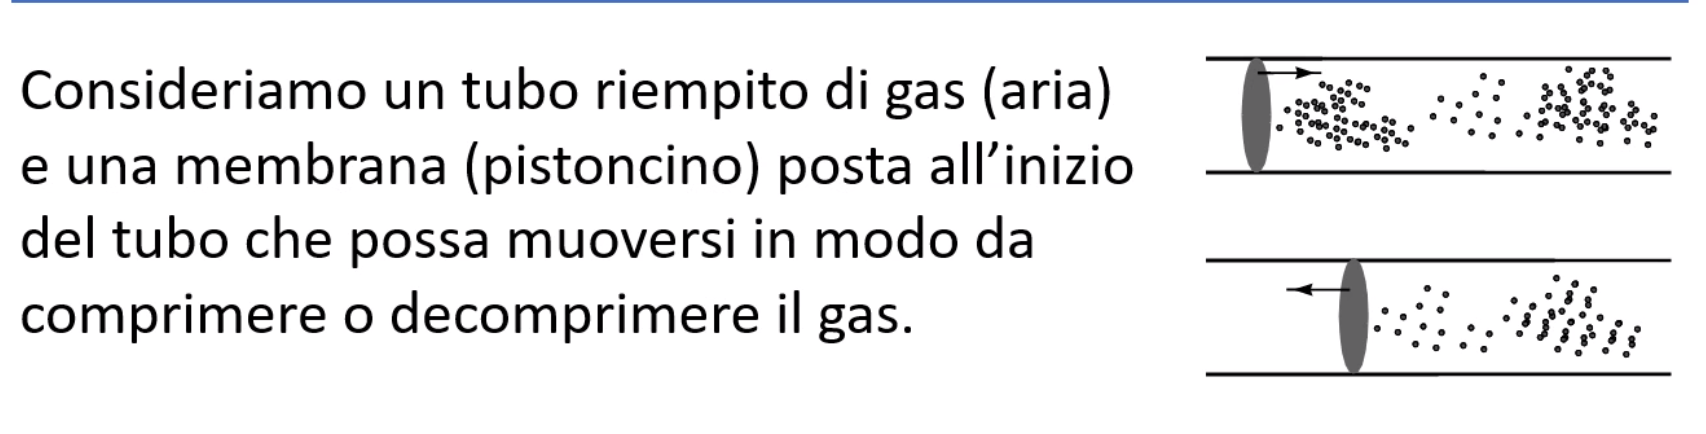 Consideriamo un tubo riempito di gas (aria)
e una membrana (pistoncino) posta all’inizio
del tubo che possa muoversi in modo da
comprimere o decomprimere il gas.